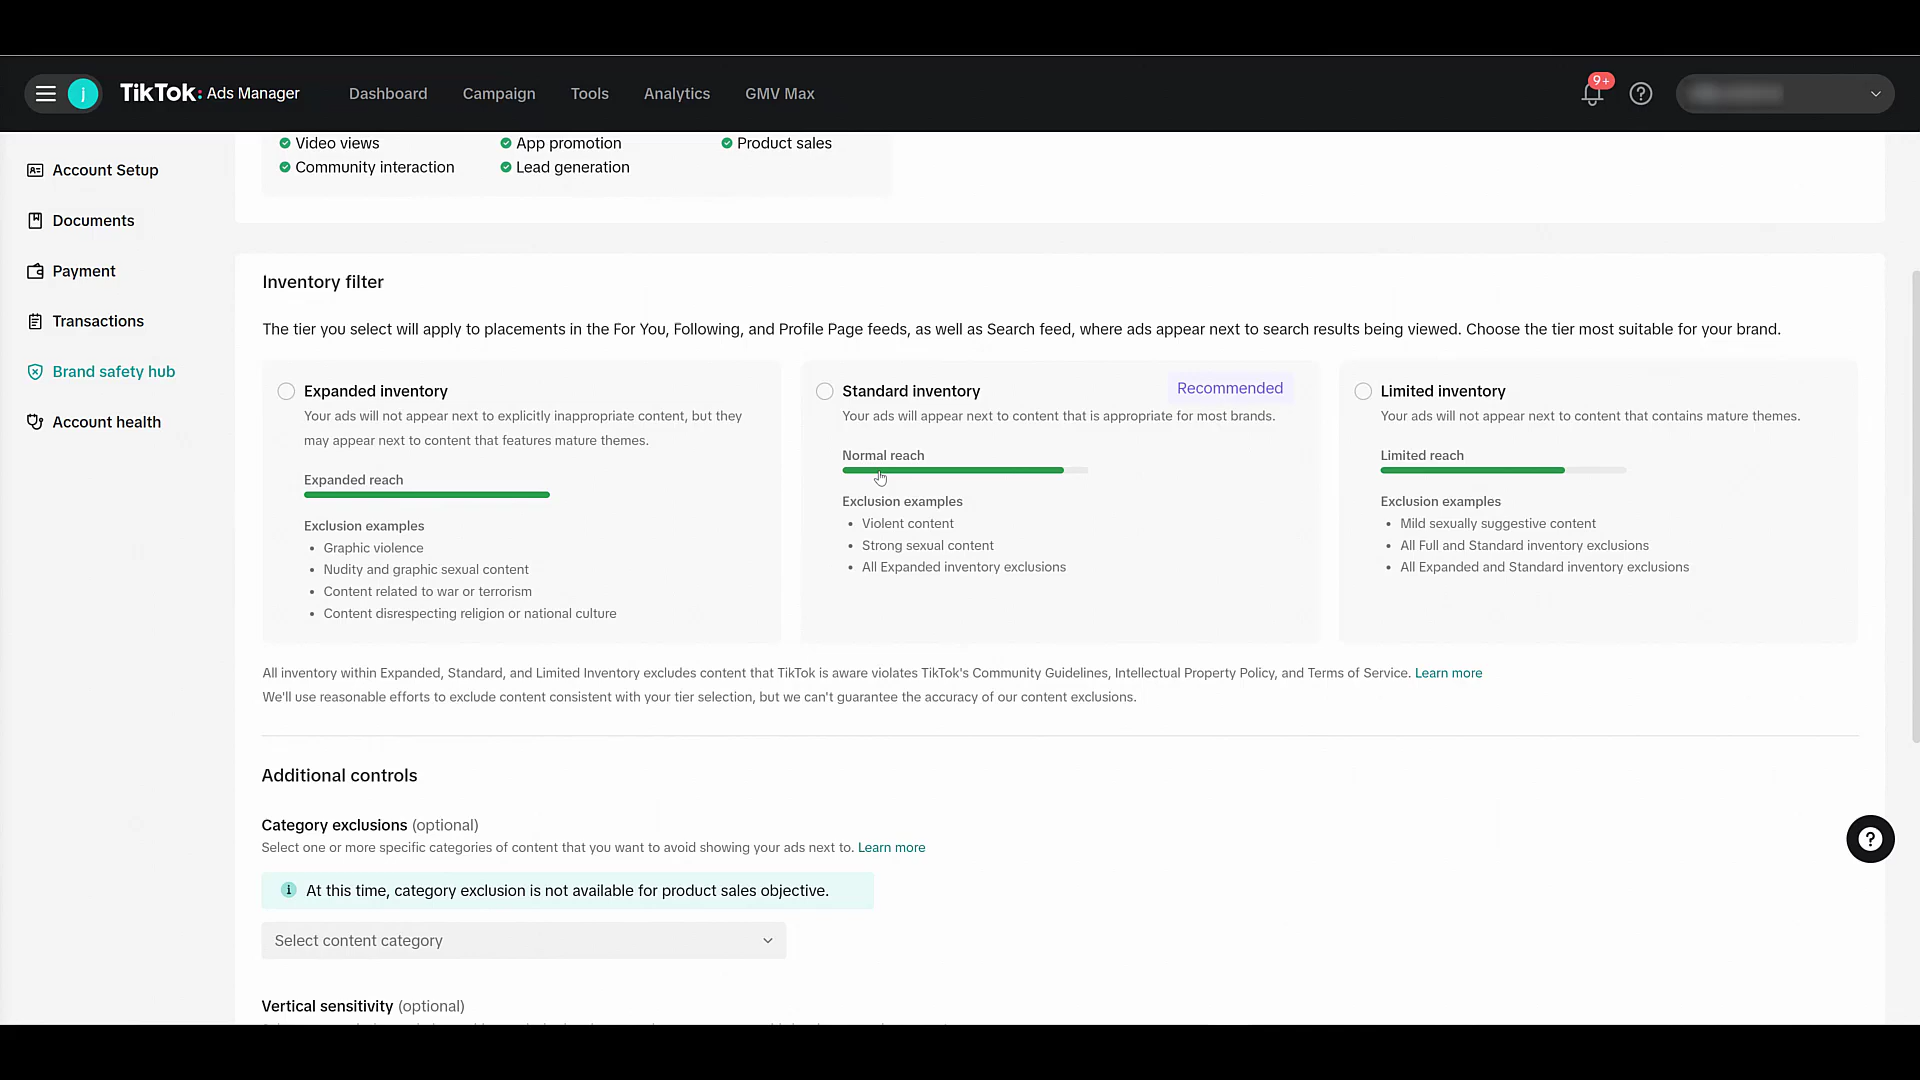 j
TikTok: Ads Manager
Dashboard
Campaign
Tools
Analytics
GMV Max
9+
Account Setup
Documents
Payment
Transactions
Brand safety hub
Account health
Video views
App promotion
Product sales
Community interaction
Lead generation
Inventory filter
The tier you select will apply to placements in the For You, Following, and Profile Page feeds, as well as Search feed, where ads appear next to search results being viewed. Choose the tier most suitable for your brand.
Expanded inventory
Your ads will not appear next to explicitly inappropriate content, but they
may appear next to content that features mature themes.
Expanded reach
Exclusion examples
• Graphic violence
• Nudity and graphic sexual content
• Content related to war or terrorism
• Content disrespecting religion or national culture
Standard inventory
Recommended
Your ads will appear next to content that is appropriate for most brands.
Normal reach
Exclusion examples
• Violent content
• Strong sexual content
• All Expanded inventory exclusions
Limited inventory
Your ads will not appear next to content that contains mature themes.
Limited reach
Exclusion examples
• Mild sexually suggestive content
• All Full and Standard inventory exclusions
• All Expanded and Standard inventory exclusions
All inventory within Expanded, Standard, and Limited Inventory excludes content that TikTok is aware violates TikTok's Community Guidelines, Intellectual Property Policy, and Terms of Service. Learn more
We'll use reasonable efforts to exclude content consistent with your tier selection, but we can't guarantee the accuracy of our content exclusions.
Additional controls
Category exclusions (optional)
Select one or more specific categories of content that you want to avoid showing your ads next to. Learn more
At this time, category exclusion is not available for product sales objective.
Select content category
Vertical sensitivity (optional)